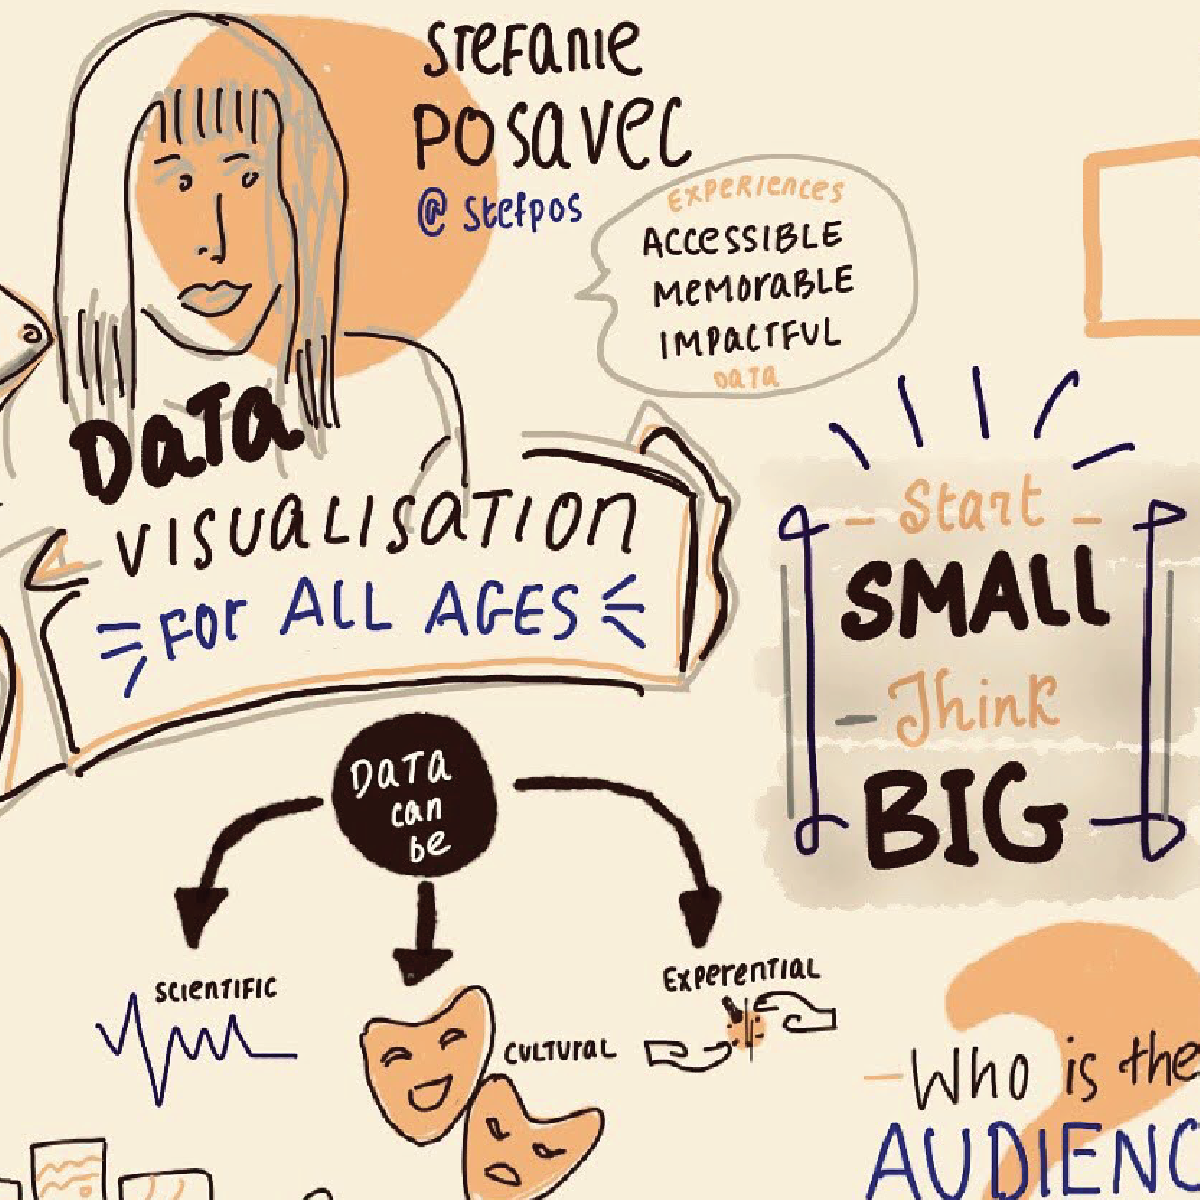 STEFANIE
POSAVEC
@stefpos
EXPERIENCES
ACCESSIBLE
MEMORABLE
IMPACTFUL
DATA
DATA
VISUALISATION
FOR ALL AGES
Start
SMALL
Think
BIG
DATA
can
be
SCIENTIFIC
CULTURAL
EXPERENTIAL
Who is the
AUDIENC